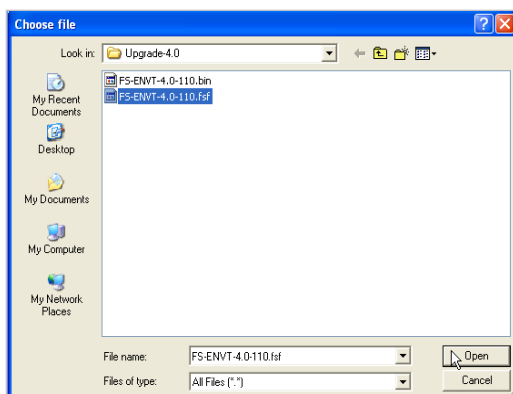 Choose file
Look in:
Upgrade-4.0
FS-ENVT-4.0-110.bin
FS-ENVT-4.0-110.fsf
My Recent
Documents
Desktop
My Documents
My Computer
My Network
Places
File name:
FS-ENVT-4.0-110.fsf
Open
Files of type:
All Files (*.*)
Cancel